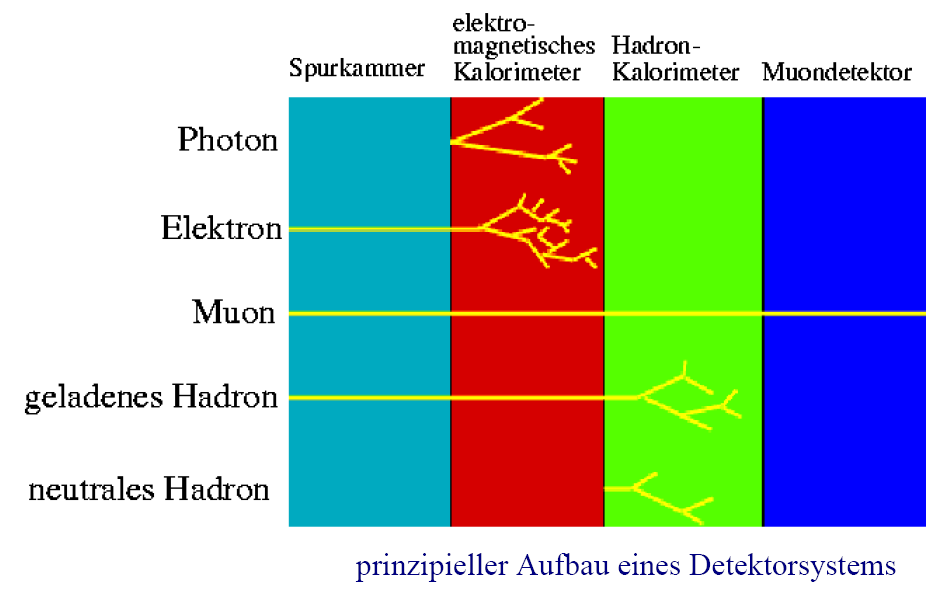 Spurkammer
elektro-
magnetisches
Kalorimeter
Hadron-
Kalorimeter
Muondetektor
Photon
Elektron
Muon
geladenes Hadron
neutrales Hadron
prinzipieller Aufbau eines Detektorsystems